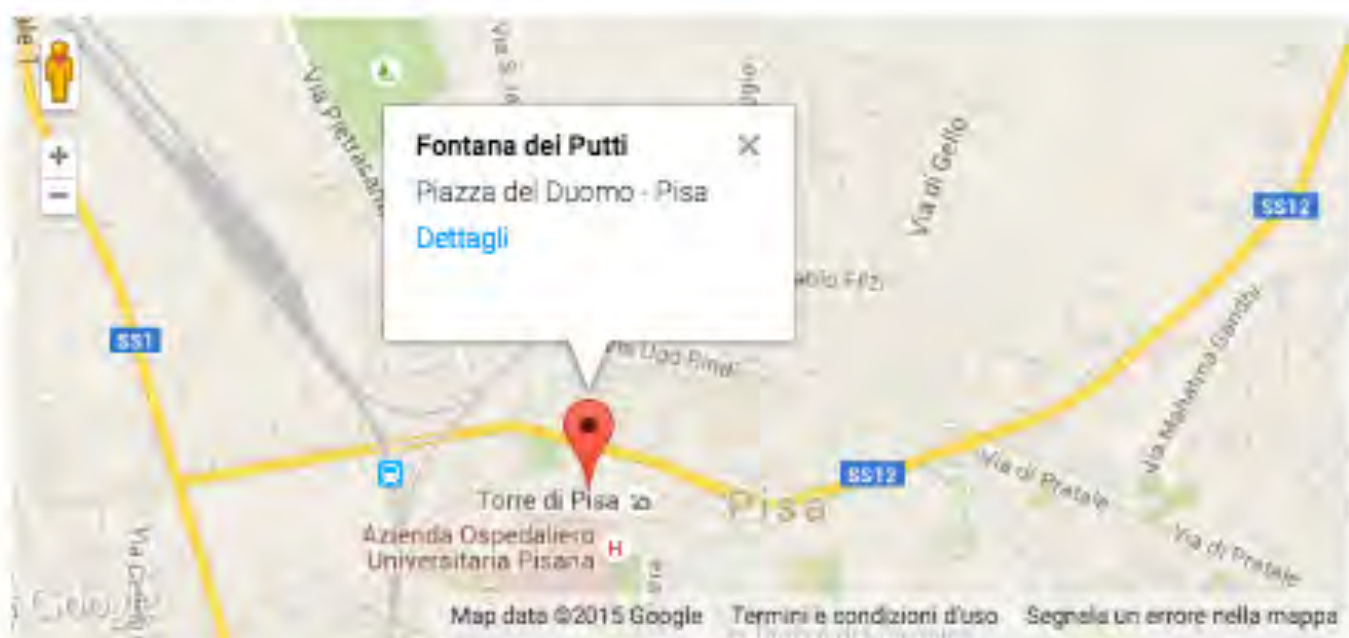 Via Pietrasan
Fontana dei Putti
Piazza del Duomo - Pisa
Dettagli
Via di Gello
SS12
SS1
Via Ugo Rindi
Via Mahatma Gandhi
SS12
Via di Pratale
Torre di Pisa
Pisa
Azienda Ospedaliero
Universitaria Pisana
H
Via di Pratale
Google
Map data ©2015 Google
Termini e condizioni d'uso
Segnala un errore nella mappa